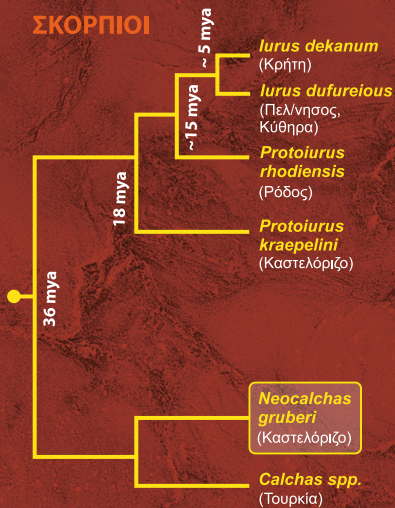 ΣΚΟΡΠΙΟΙ
~ 5 mya
Iurus dekanum
(Κρήτη)
Iurus dufureious
(Πελ/νησος,
Κύθηρα)
~15 mya
Protoiurus
rhodiensis
(Ρόδος)
18 mya
Protoiurus
kraepelini
(Καστελόριζο)
36 mya
Neocalchas
gruberi
(Καστελόριζο)
Calchas spp.
(Τουρκία)